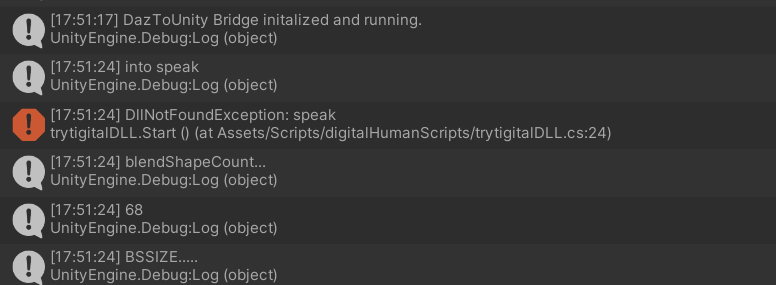 [17:51:17] DazToUnity Bridge initalized and running.
UnityEngine.Debug:Log (object)
[17:51:24] into speak
UnityEngine.Debug:Log (object)
[17:51:24] DllNotFoundException: speak
trytigitalDLL.Start () (at Assets/Scripts/digitalHumanScripts/trytigitalDLL.cs:24)
[17:51:24] blendShapeCount...
UnityEngine.Debug:Log (object)
[17:51:24] 68
UnityEngine.Debug:Log (object)
[17:51:24] BSSIZE.....
UnityEngine.Debug:Log (object)